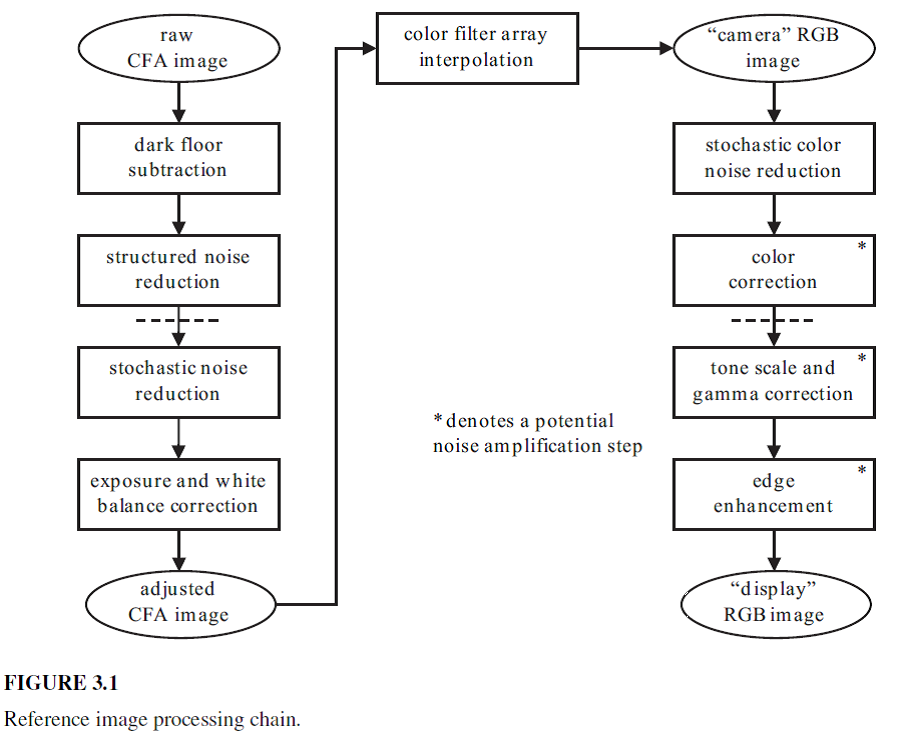 raw
CFA image
dark floor
subtraction
structured noise
reduction
stochastic noise
reduction
exposure and white
balance correction
adjusted
CFA image
color filter array
interpolation
“camera” RGB
image
stochastic color
noise reduction
*
color
correction
*
tone scale and
gamma correction
*
edge
enhancement
“display”
RGB image
* denotes a potential
noise amplification step
FIGURE 3.1
Reference image processing chain.